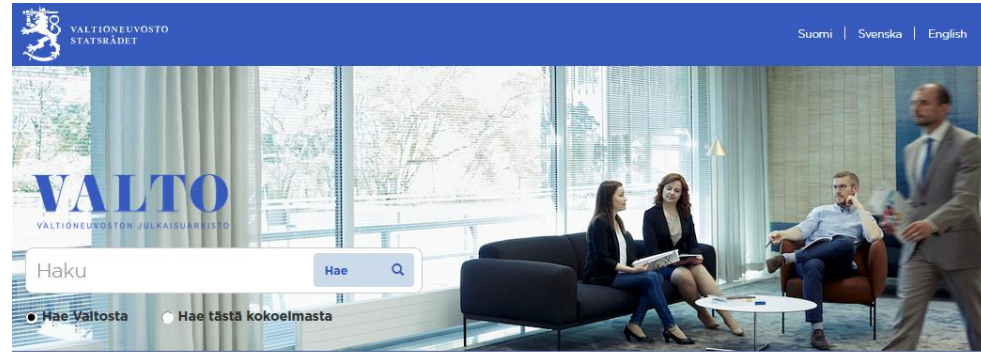 VALTIONEUVOSTO
STATSRÅDET
Suomi | Svenska | English
VALTO
VALTIONEUVOSTON JULKAISUARKISTO
Haku
Hae
Hae Valtosta
Hae tästä kokoelmasta